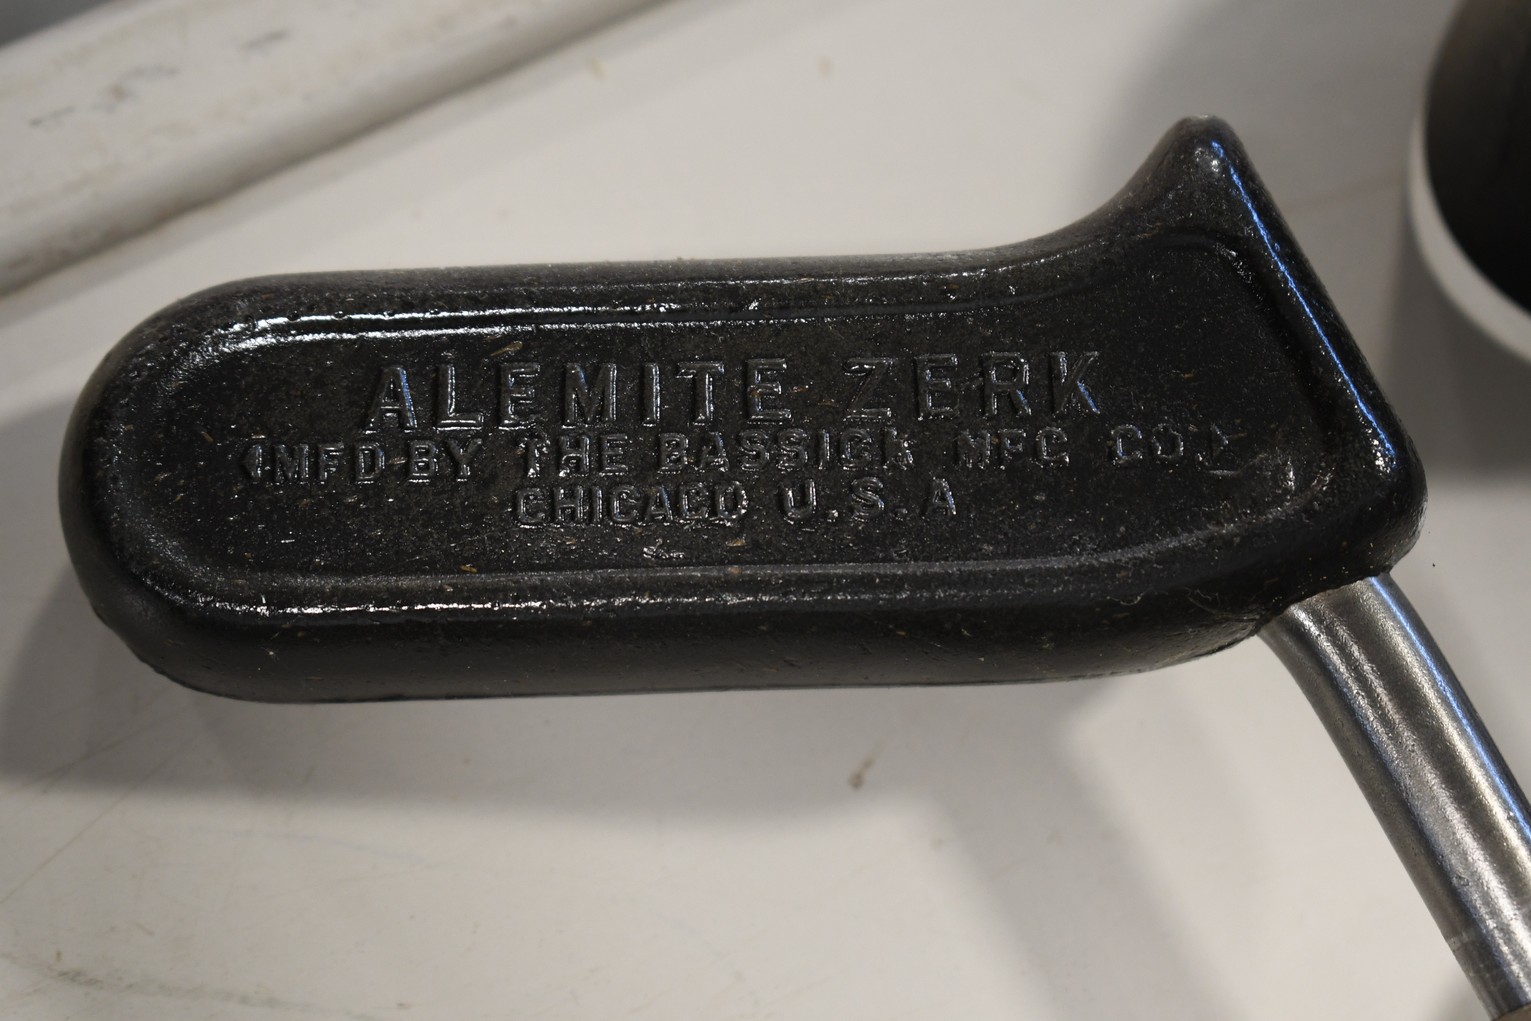 ALEMITE ZERK
MFD BY THE BASSICK MFG CO.
CHICAGO U.S.A